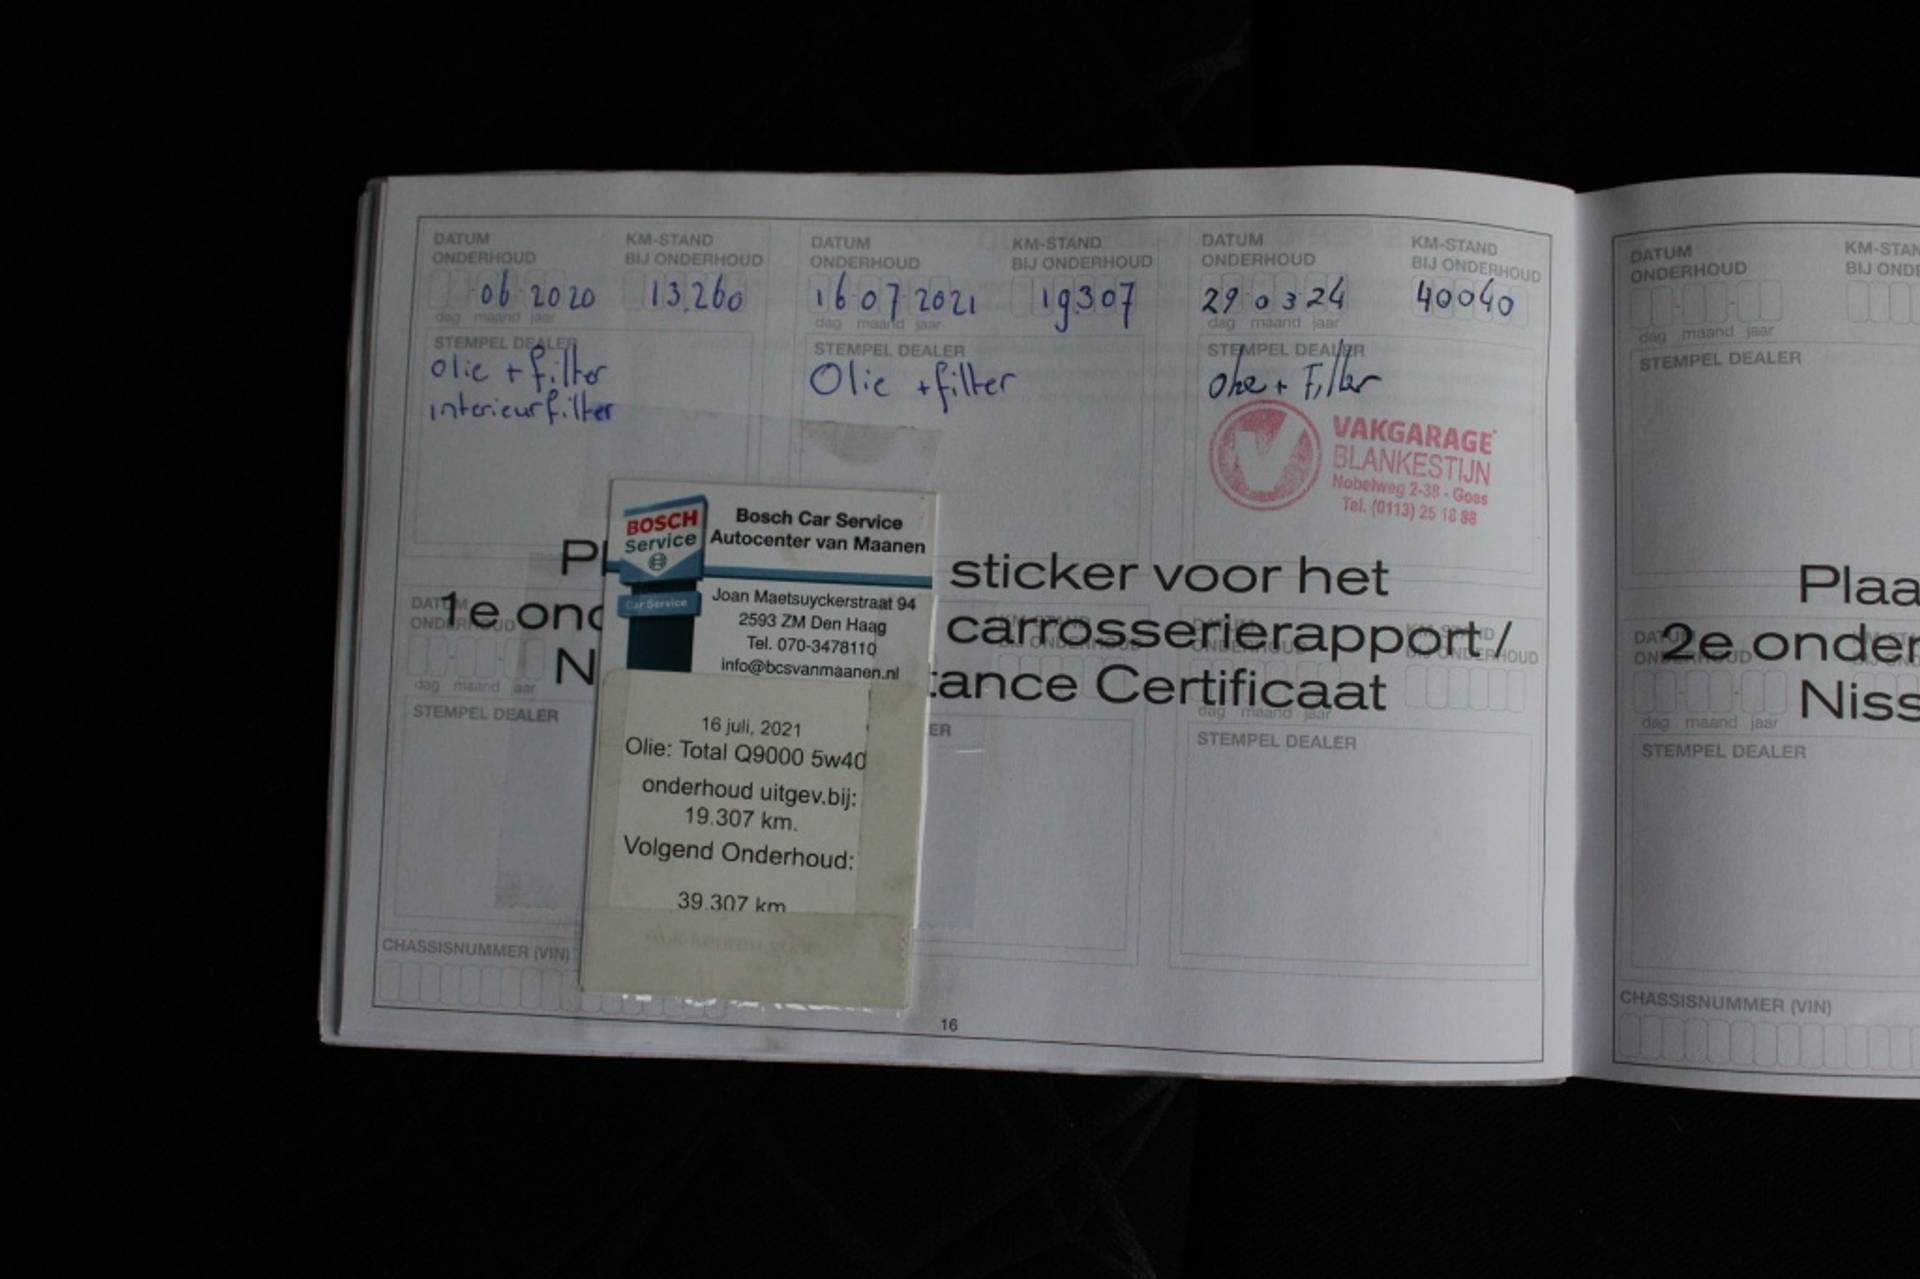 DATUM ONDERHOUD
KM-STAND BIJ ONDERHOUD
06 2020
13.260
dag maand jaar
STEMPEL DEALER
Olie + filter
interieurfilter
DATUM ONDERHOUD
KM-STAND BIJ ONDERHOUD
16 07 2021
19307
dag maand jaar
STEMPEL DEALER
Olie + filter
DATUM ONDERHOUD
KM-STAND BIJ ONDERHOUD
29 03 24
40040
dag maand jaar
STEMPEL DEALER
Olie + Filter
VAKGARAGE
BLANKESTIJN
Nobelweg 2-38 - Goes
Tel. (0113) 25 18 88
BOSCH
Service
Car Service
Bosch Car Service
Autocenter van Maanen
Joan Maetsuyckerstraat 94
2593 ZM Den Haag
Tel. 070-3478110
info@bcsvanmaanen.nl
16 juli, 2021
Olie: Total Q9000 5w40
onderhoud uitgev.bij:
19.307 km.
Volgend Onderhoud:
39.307 km
sticker voor het
1e ond
carrosserierapport/
tance Certificaat
DATUM ONDERHOUD
dag maand jaar
STEMPEL DEALER
dag maand jaar
STEMPEL DEALER
CHASSISNUMMER (VIN)
16
DATUM ONDERHOUD
KM-STAN
BIJ ONDE
dag maand jaar
STEMPEL DEALER
Plaa
2e onder
Niss
DATUM ONDERHOUD
dag maand jaar
STEMPEL DEALER
CHASSISNUMMER (VIN)